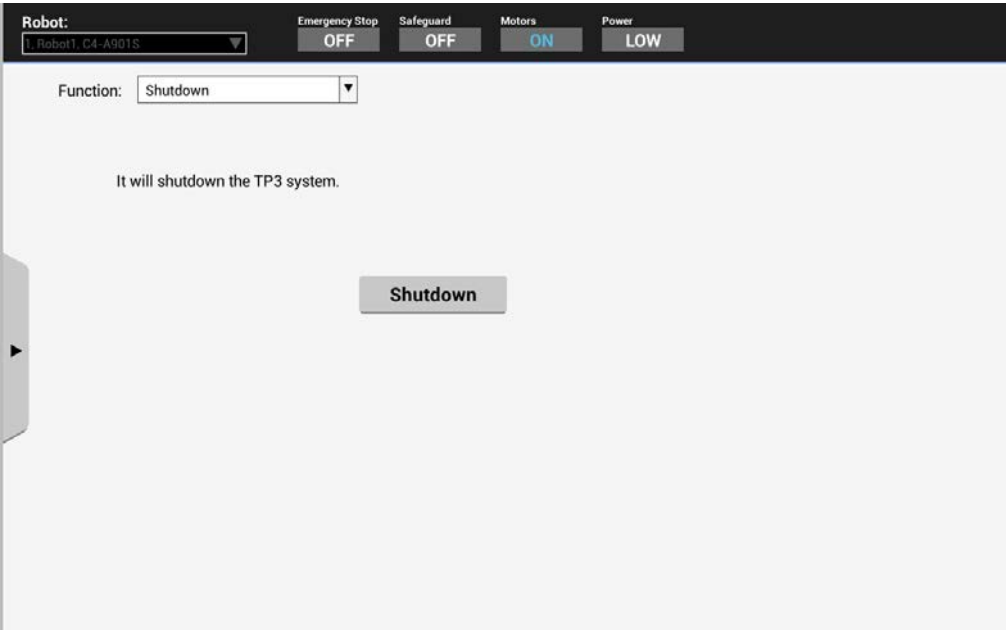 Robot:
Emergency Stop Safeguard Motors Power
1, Robot1, C4-A901S OFF OFF ON LOW
Function: Shutdown
It will shutdown the TP3 system.
Shutdown